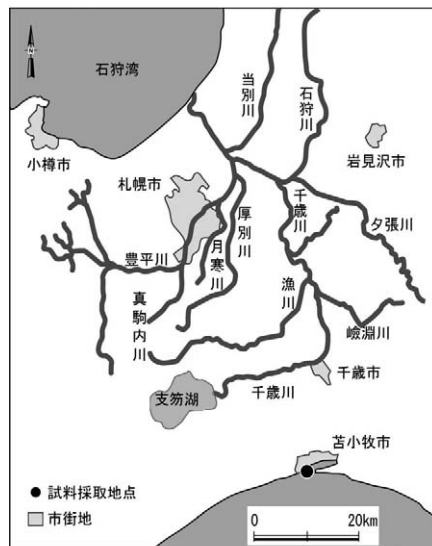 N
石狩湾
当別川
石狩川
小樽市
岩見沢市
札幌市
千歳川
夕張川
厚別川
月寒川
豊平川
真駒内川
漁川
嶮淵川
千歳市
支笏湖
千歳川
苫小牧市
試料採取地点
市街地
0 20km